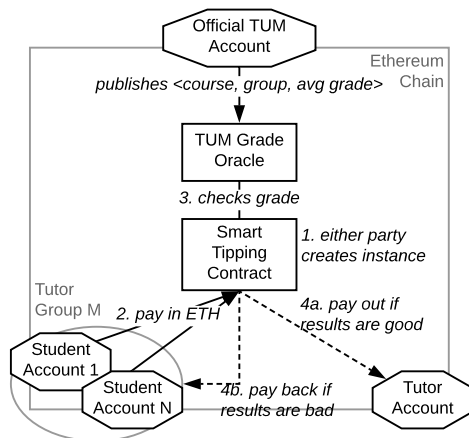 Official TUM
Account
Ethereum
Chain
publishes <course, group, avg grade>
TUM Grade
Oracle
3. checks grade
Smart
Tipping
Contract
1. either party
creates instance
Tutor
Group M
2. pay in ETH
4a. pay out if
results are good
Student
Account 1
Student
Account N
4b. pay back if
results are bad
Tutor
Account